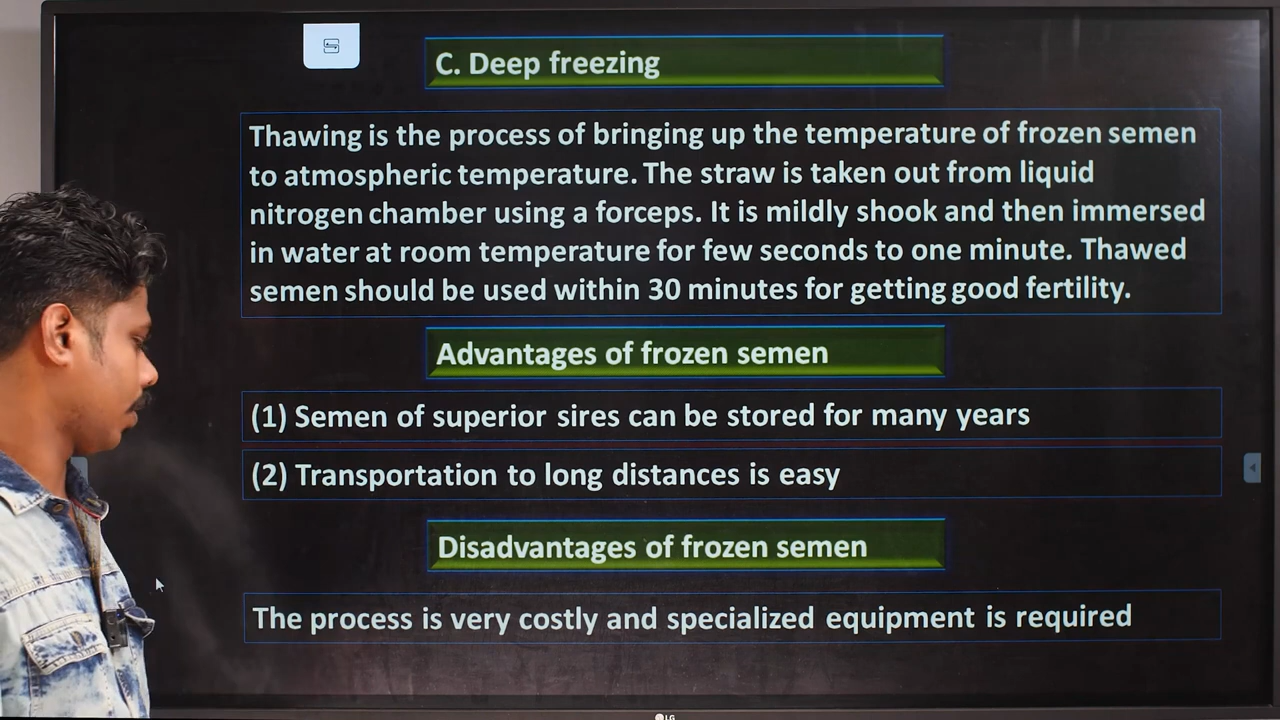 C. Deep freezing
Thawing is the process of bringing up the temperature of frozen semen
to atmospheric temperature. The straw is taken out from liquid
nitrogen chamber using a forceps. It is mildly shook and then immersed
in water at room temperature for few seconds to one minute. Thawed
semen should be used within 30 minutes for getting good fertility.
Advantages of frozen semen
(1) Semen of superior sires can be stored for many years
(2) Transportation to long distances is easy
Disadvantages of frozen semen
The process is very costly and specialized equipment is required
LG